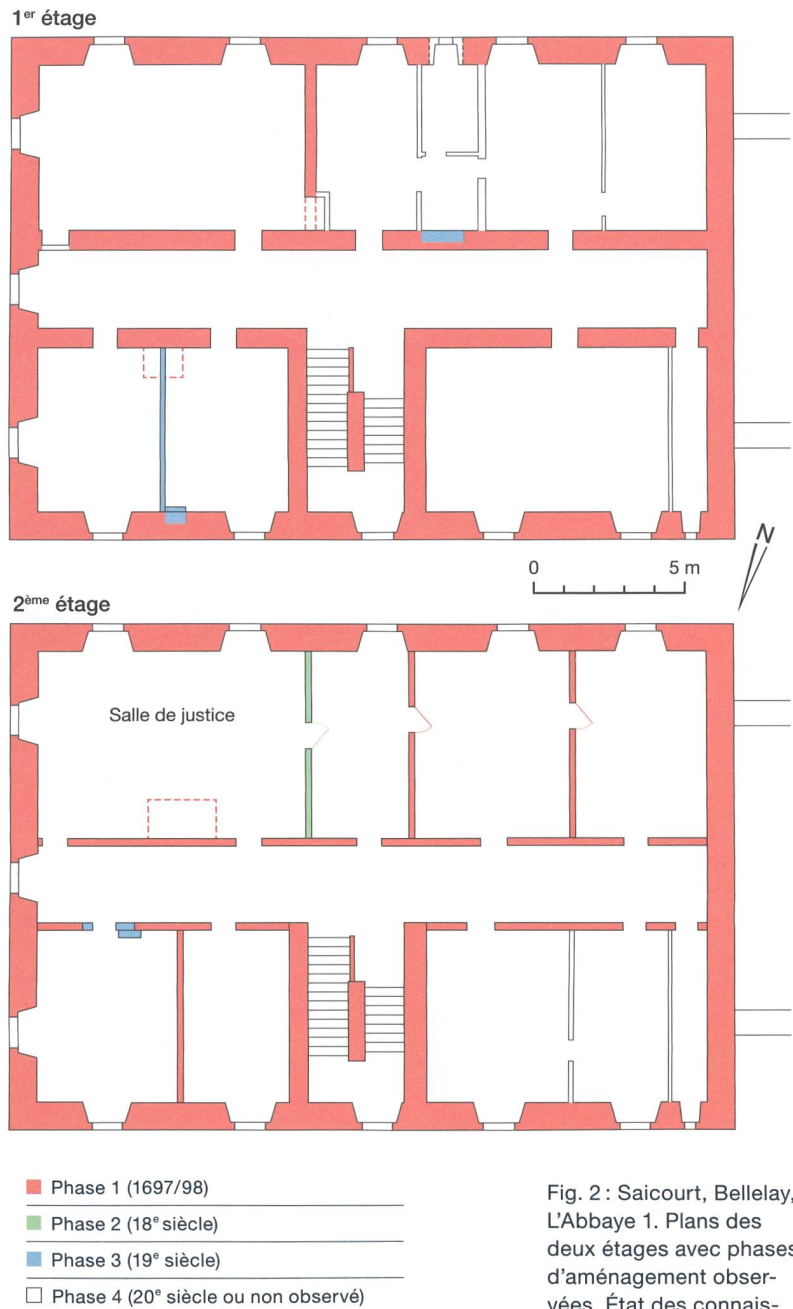 1er étage
N
0 5 m
2ème étage
Salle de justice
Phase 1 (1697/98)
Phase 2 (18e siècle)
Phase 3 (19e siècle)
Phase 4 (20e siècle ou non observé)
Fig. 2 : Saicourt, Bellelay,
L'Abbaye 1. Plans des
deux étages avec phases
d'aménagement obser-
vées. État des connais-